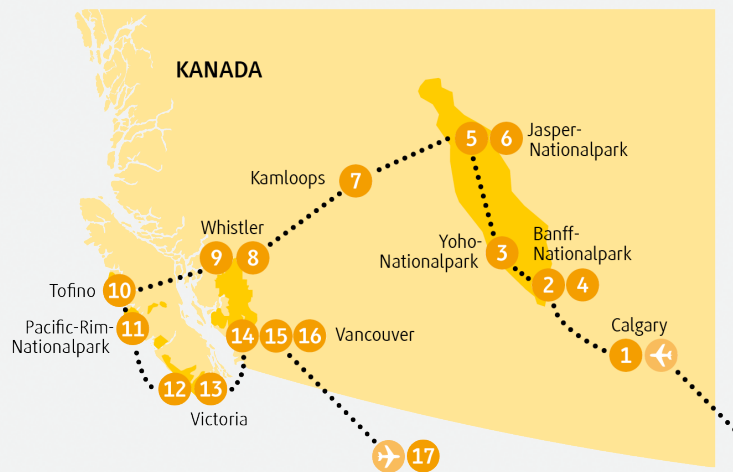 KANADA
5
6
Jasper-
Nationalpark
Kamloops
7
Whistler
9
8
Yoho-
Nationalpark
3
Banff-
Nationalpark
2
4
Tofino
10
Pacific-Rim-
Nationalpark
11
14
15
16
Vancouver
Calgary
1
12
13
Victoria
17